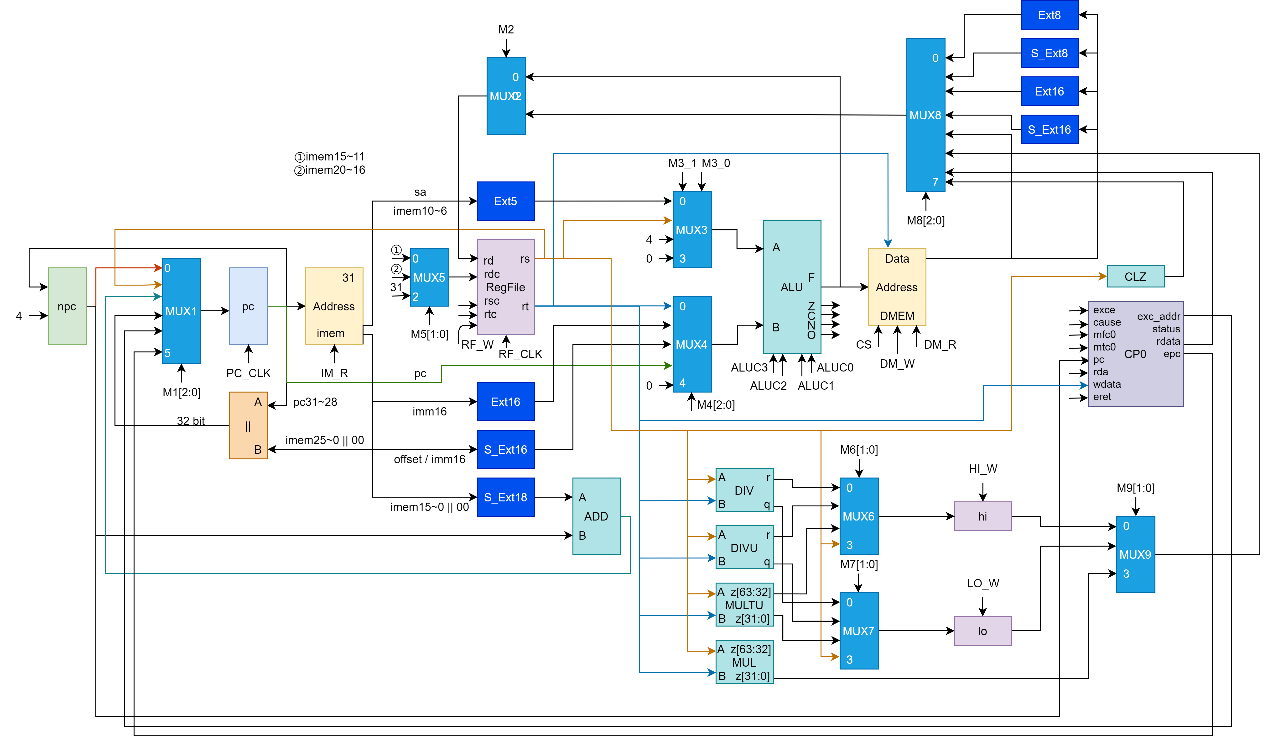 Ext8
S_Ext8
Ext16
S_Ext16
0
MUX8
7
M8[2:0]
M2
0
MUX2
①imem15~11
②imem20~16
sa
imem10~6
Ext5
M3_1 M3_0
0
MUX3
4
0
3
①
②
31
0
MUX5
2
M5[1:0]
rd
rdc
RegFile
rsc
rtc
rs
rt
RF_W
RF_CLK
A
B
ALU
F
Z
C
N
O
ALUC3
ALUC2
ALUC1
ALUC0
Data
Address
DMEM
CS
DM_W
DM_R
CLZ
npc
4
0
MUX1
5
M1[2:0]
pc
PC_CLK
31
Address
imem
IM_R
0
MUX4
4
0
M4[2:0]
exce
cause
mfc0
mtc0
pc
rda
wdata
eret
exc_addr
status
rdata
epc
CP0
pc
32 bit
A
||
B
pc31~28
imem25~0 || 00
imm16
Ext16
offset / imm16
S_Ext16
imem15~0 || 00
S_Ext18
A
ADD
B
A r
DIV
B q
A r
DIVU
B q
A z[63:32]
MULTU
B z[31:0]
A z[63:32]
MUL
B z[31:0]
M6[1:0]
0
MUX6
3
M7[1:0]
0
MUX7
3
HI_W
hi
LO_W
lo
M9[1:0]
0
MUX9
3